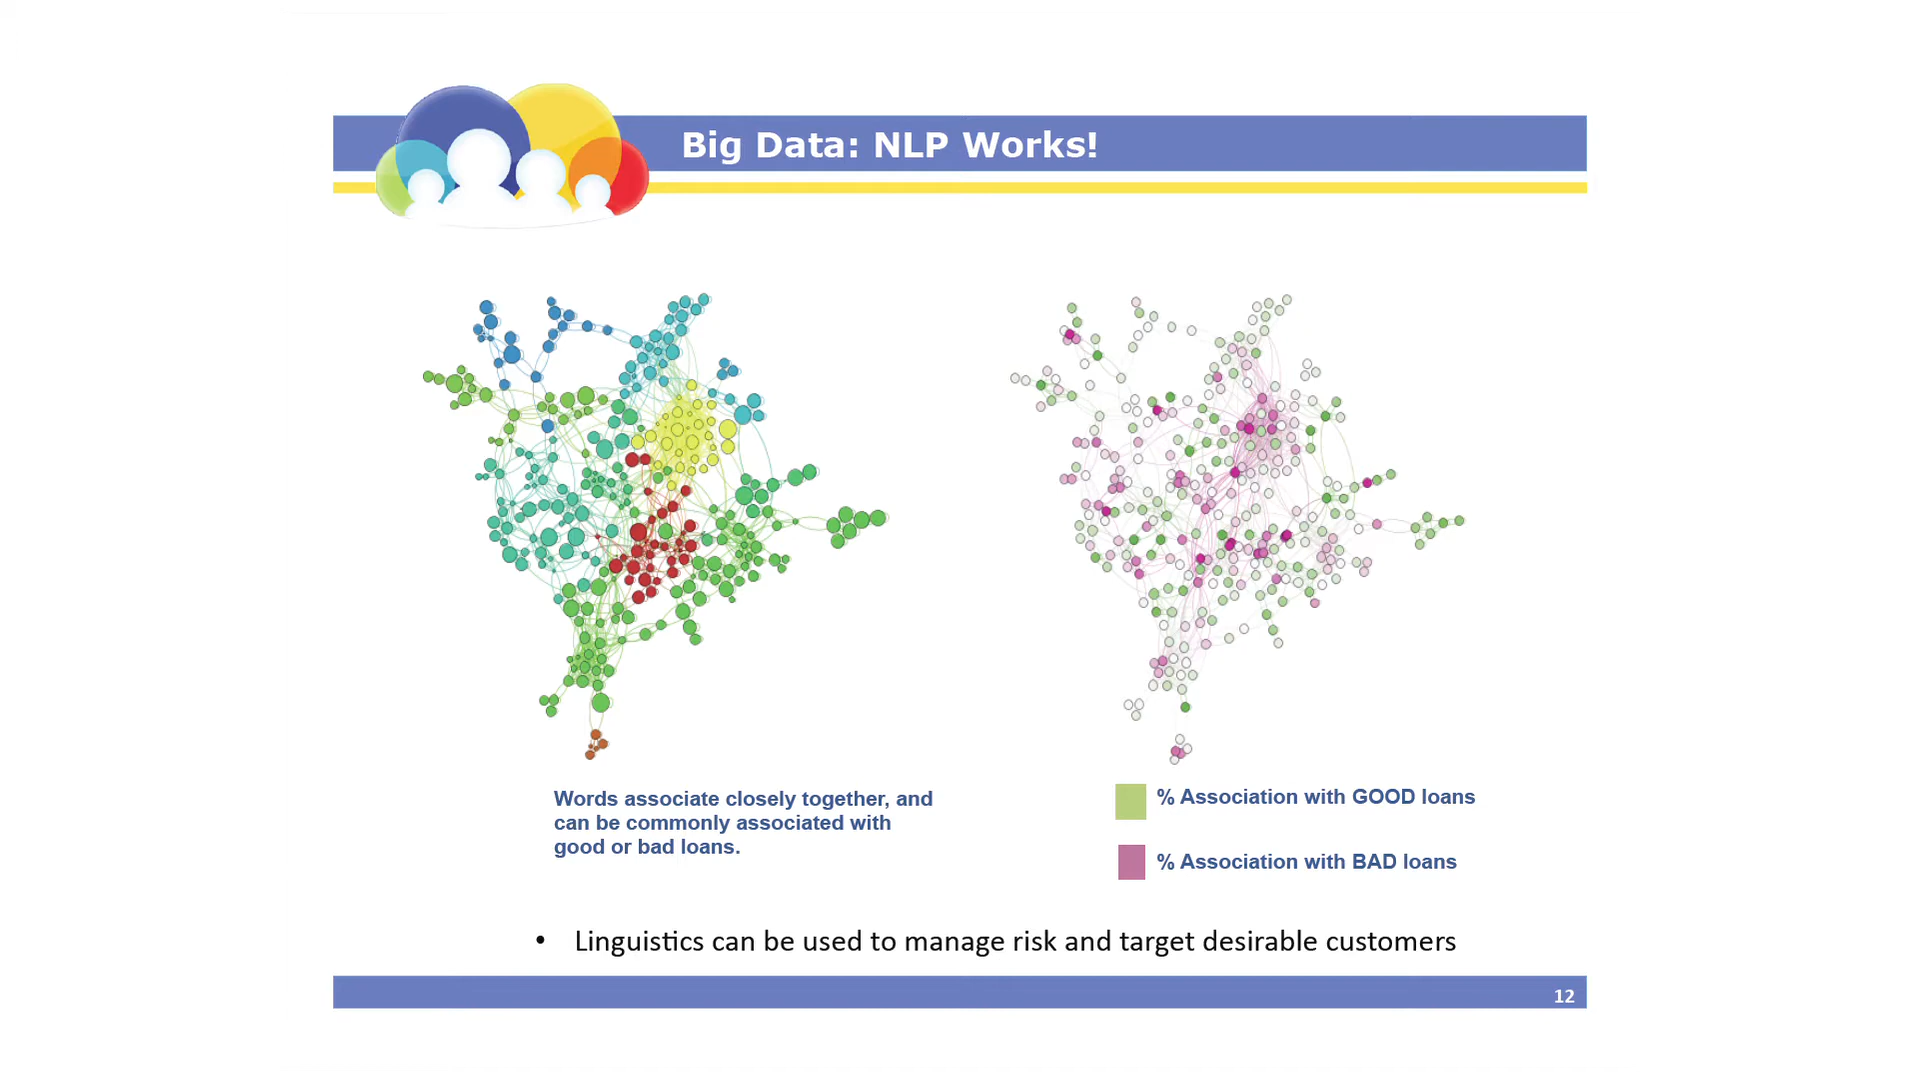 Big Data: NLP Works!
Words associate closely together, and
can be commonly associated with
good or bad loans.
% Association with GOOD loans
% Association with BAD loans
• Linguistics can be used to manage risk and target desirable customers
12